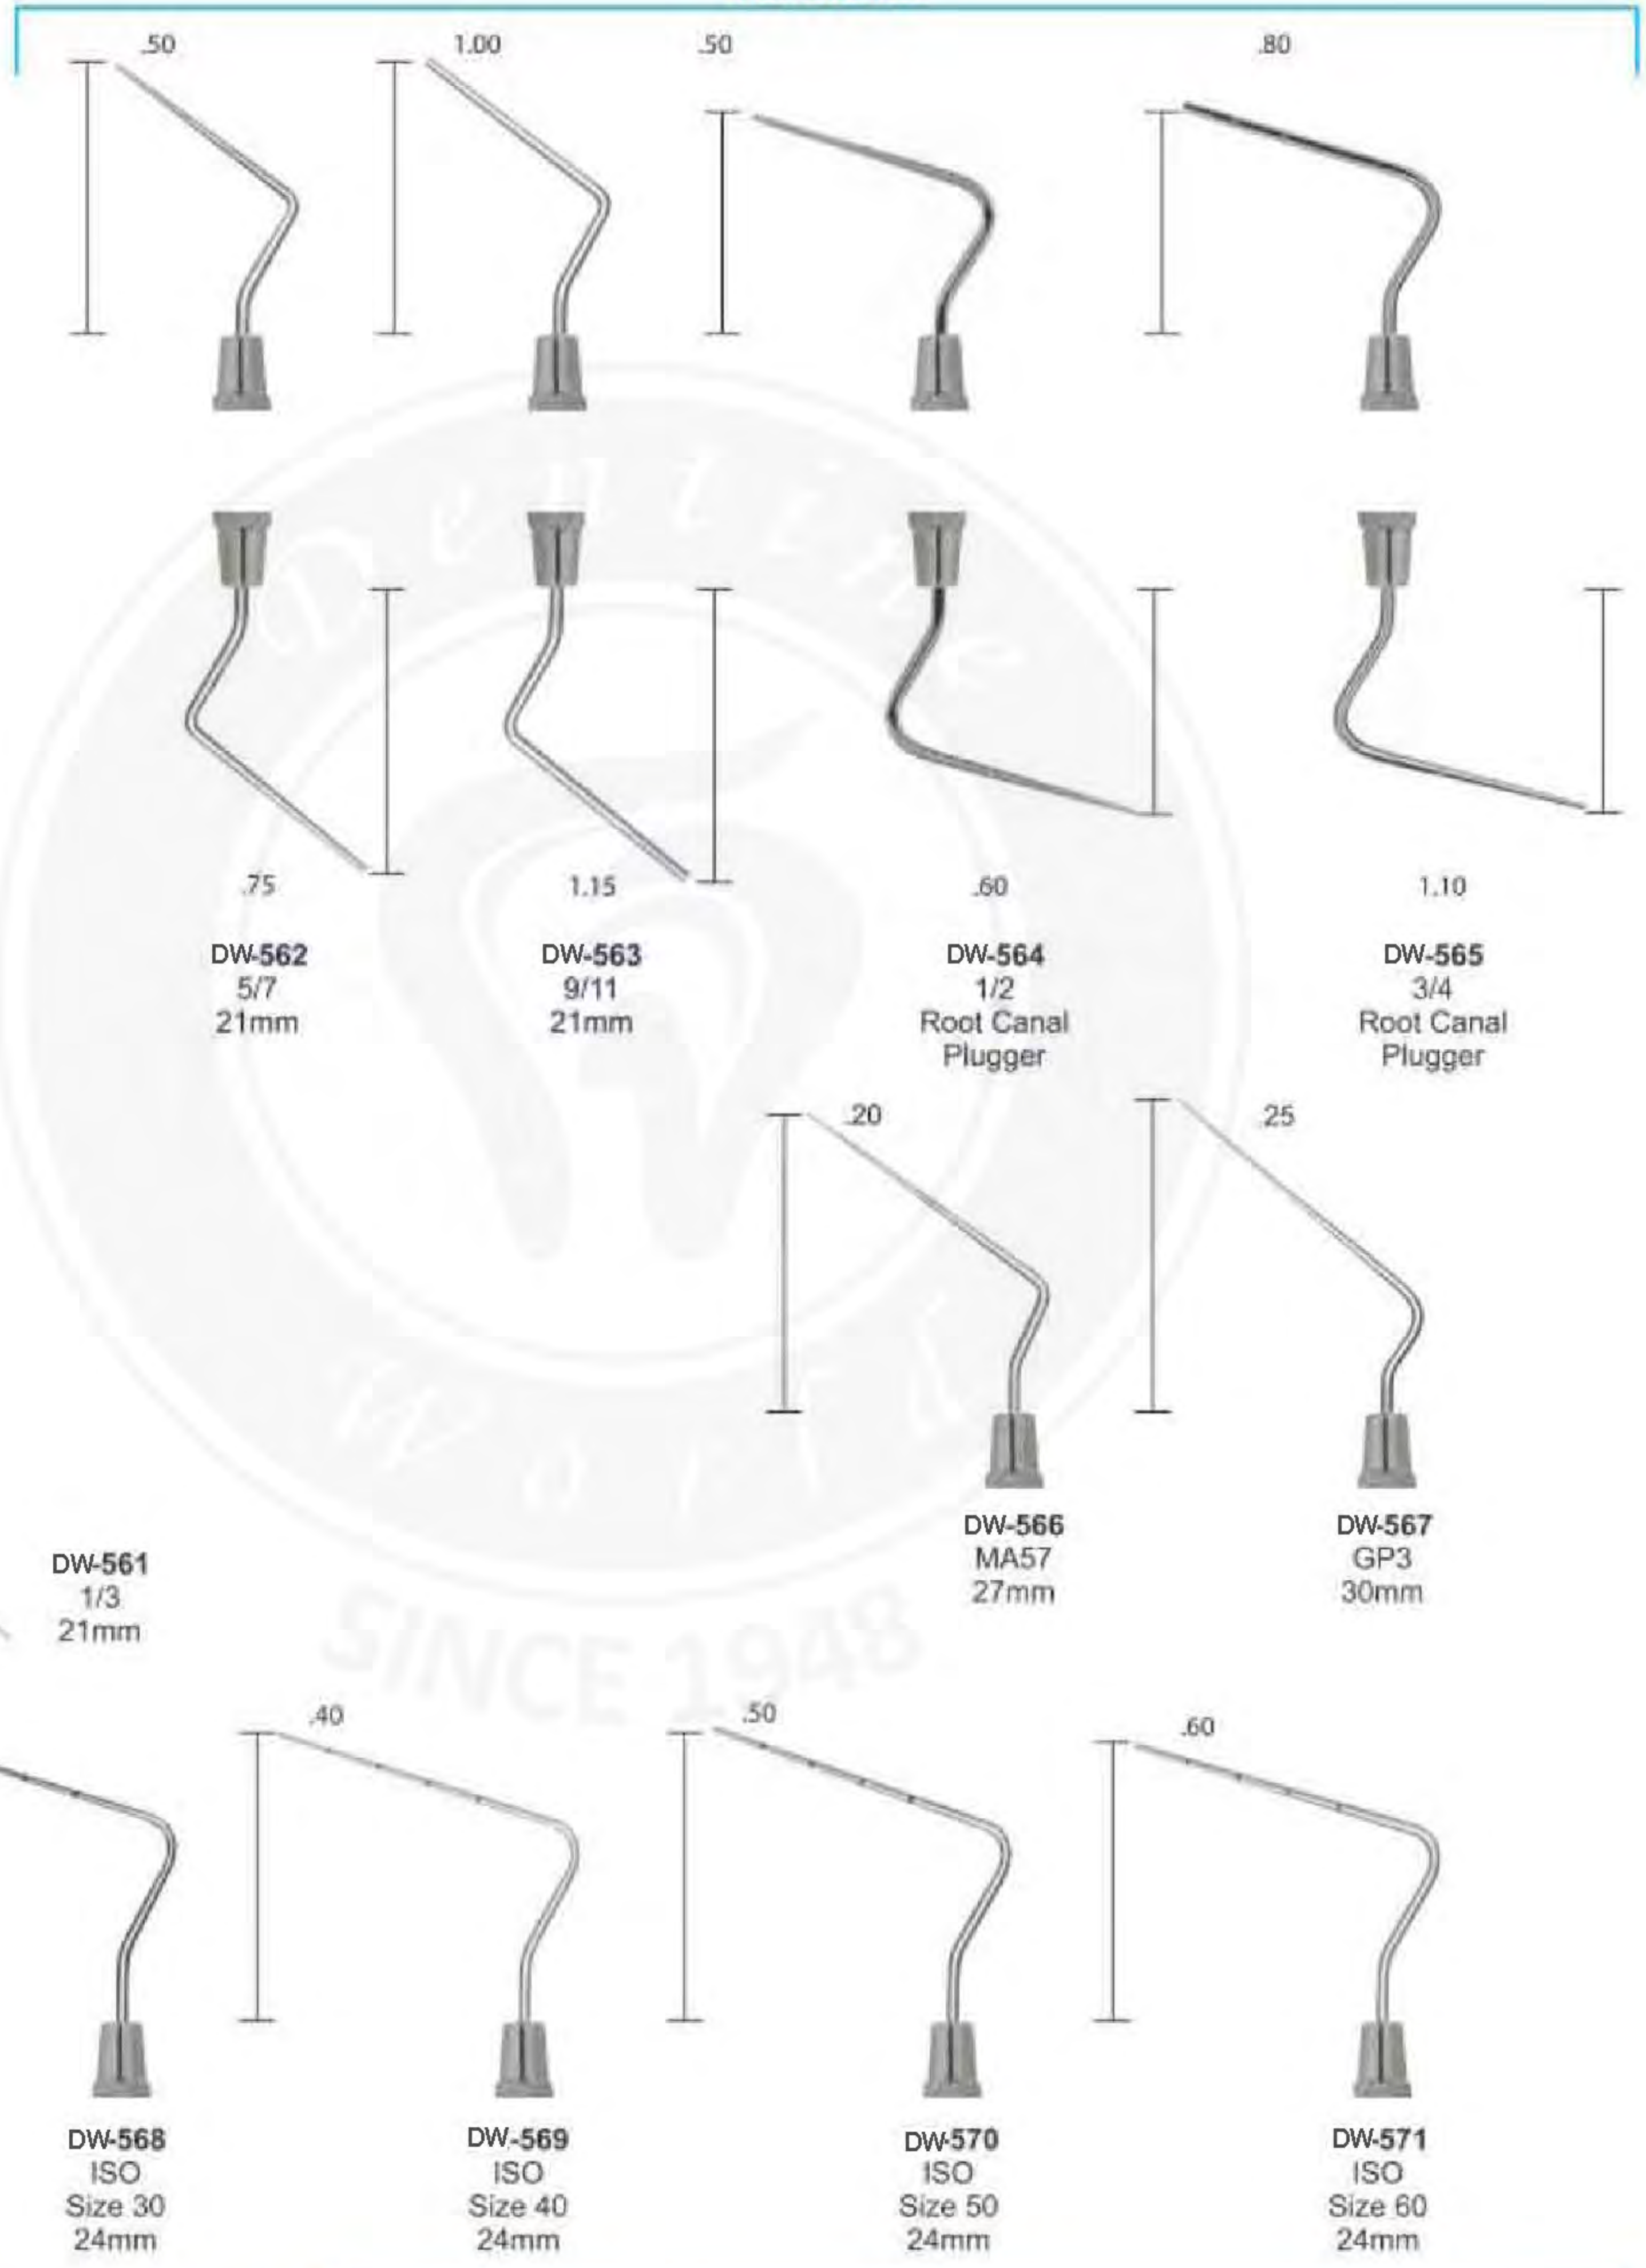 .50
1.00
.50
.80
.75
1.15
.60
1.10
DW-562
5/7
21mm
DW-563
9/11
21mm
DW-564
1/2
Root Canal
Plugger
DW-565
3/4
Root Canal
Plugger
.20
.25
DW-566
MA57
27mm
DW-567
GP3
30mm
DW-561
1/3
21mm
Dentine
World
SINCE 1948
.40
.50
.60
DW-568
ISO
Size 30
24mm
DW-569
ISO
Size 40
24mm
DW-570
ISO
Size 50
24mm
DW-571
ISO
Size 60
24mm